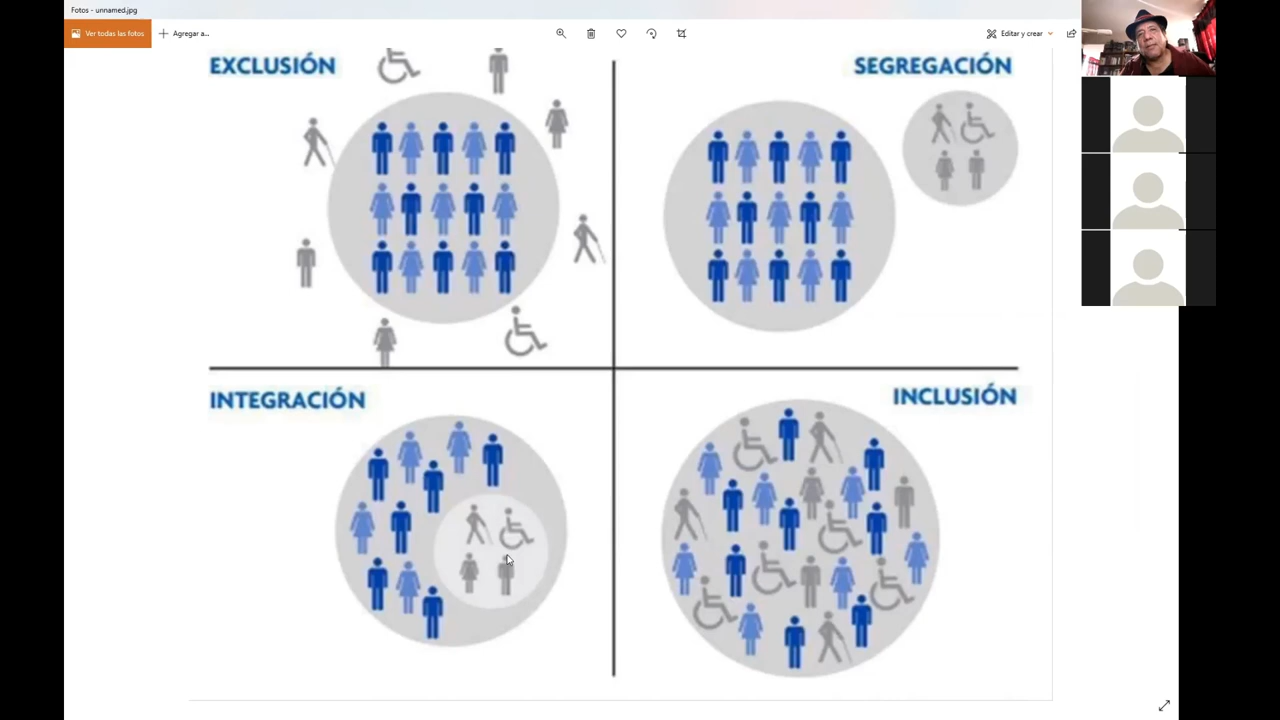 Fotos - unnamed.jpg
Ver todas las fotos
Agregar a...
Editar y crear
EXCLUSIÓN
SEGREGACIÓN
INTEGRACIÓN
INCLUSIÓN